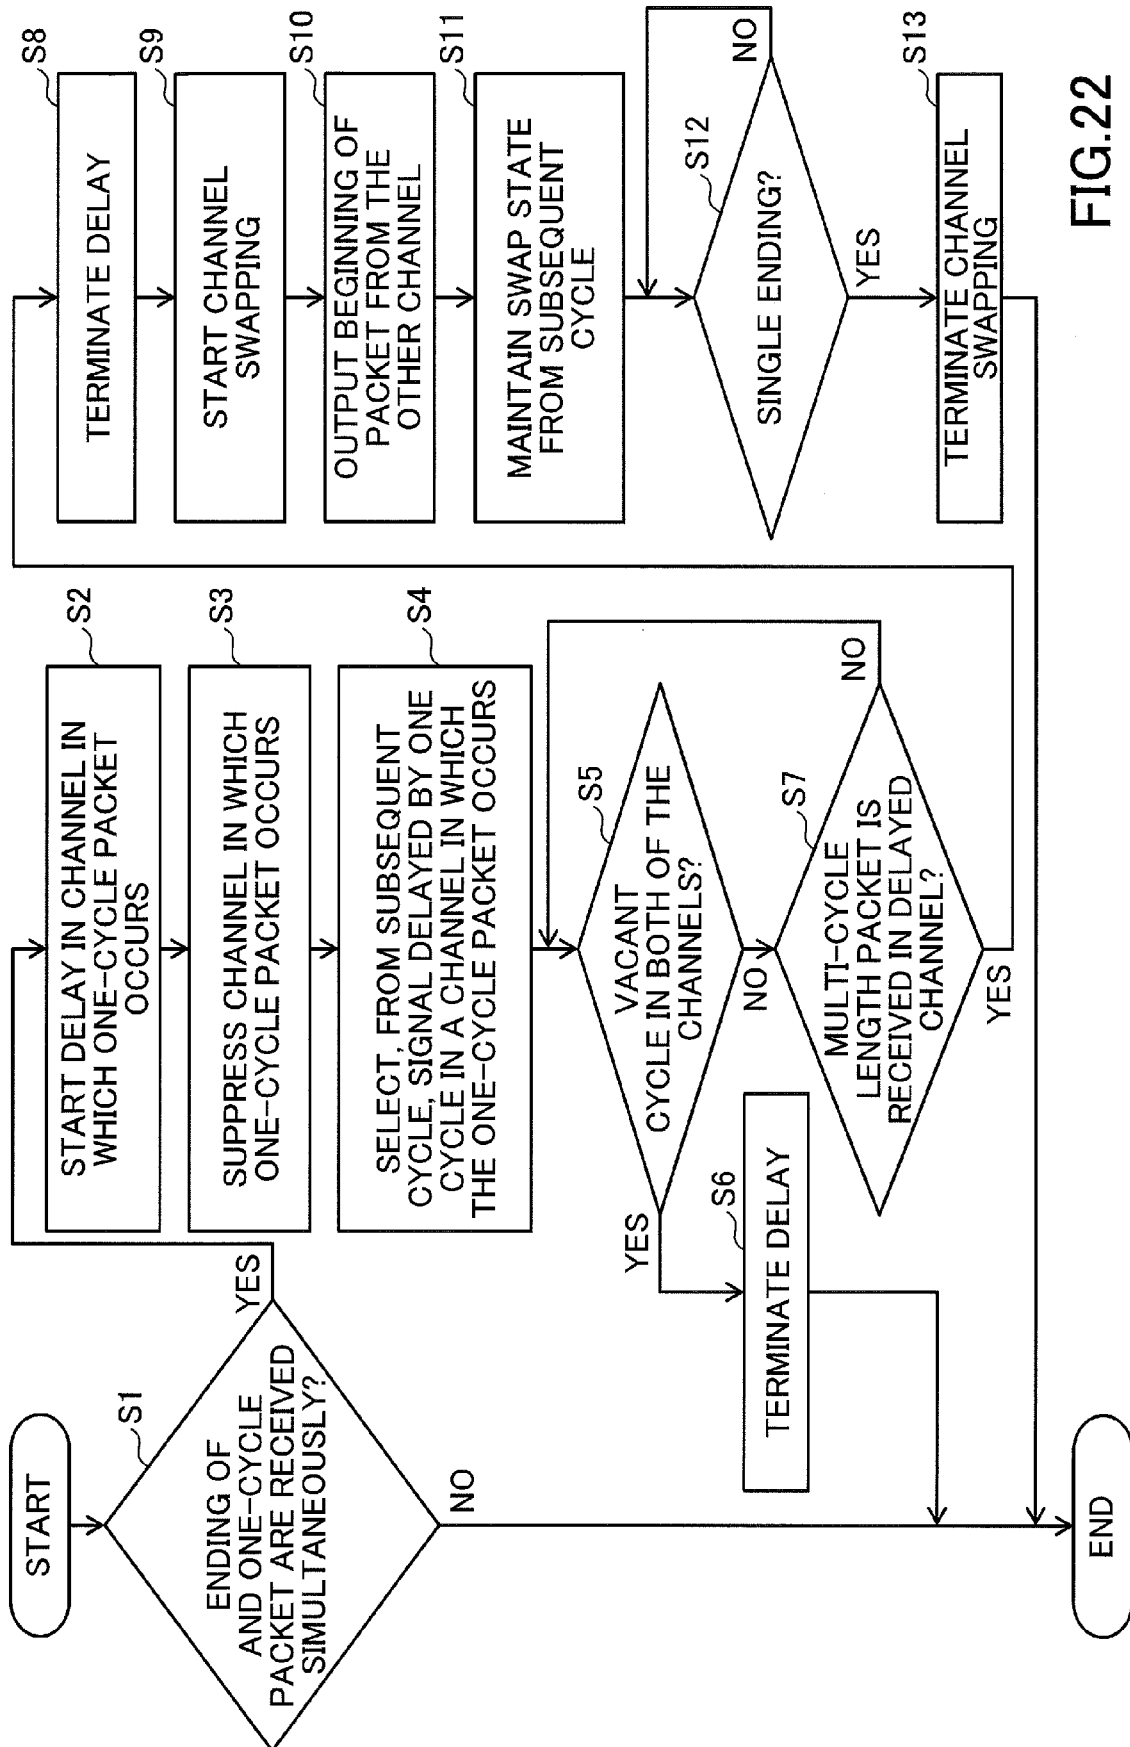 START
S1
ENDING OF
AND ONE-CYCLE
PACKET ARE RECEIVED
SIMULTANEOUSLY?
YES
NO
S2
START DELAY IN CHANNEL IN
WHICH ONE-CYCLE PACKET
OCCURS
S3
SUPPRESS CHANNEL IN WHICH
ONE-CYCLE PACKET OCCURS
S4
SELECT, FROM SUBSEQUENT
CYCLE, SIGNAL DELAYED BY ONE
CYCLE IN A CHANNEL IN WHICH
THE ONE-CYCLE PACKET OCCURS
S5
VACANT
CYCLE IN BOTH OF THE
CHANNELS?
YES
NO
S6
TERMINATE DELAY
S7
MULTI-CYCLE
LENGTH PACKET IS
RECEIVED IN DELAYED
CHANNEL?
NO
YES
S8
TERMINATE DELAY
S9
START CHANNEL
SWAPPING
S10
OUTPUT BEGINNING OF
PACKET FROM THE
OTHER CHANNEL
S11
MAINTAIN SWAP STATE
FROM SUBSEQUENT
CYCLE
S12
SINGLE ENDING?
NO
YES
S13
TERMINATE CHANNEL
SWAPPING
END
FIG.22